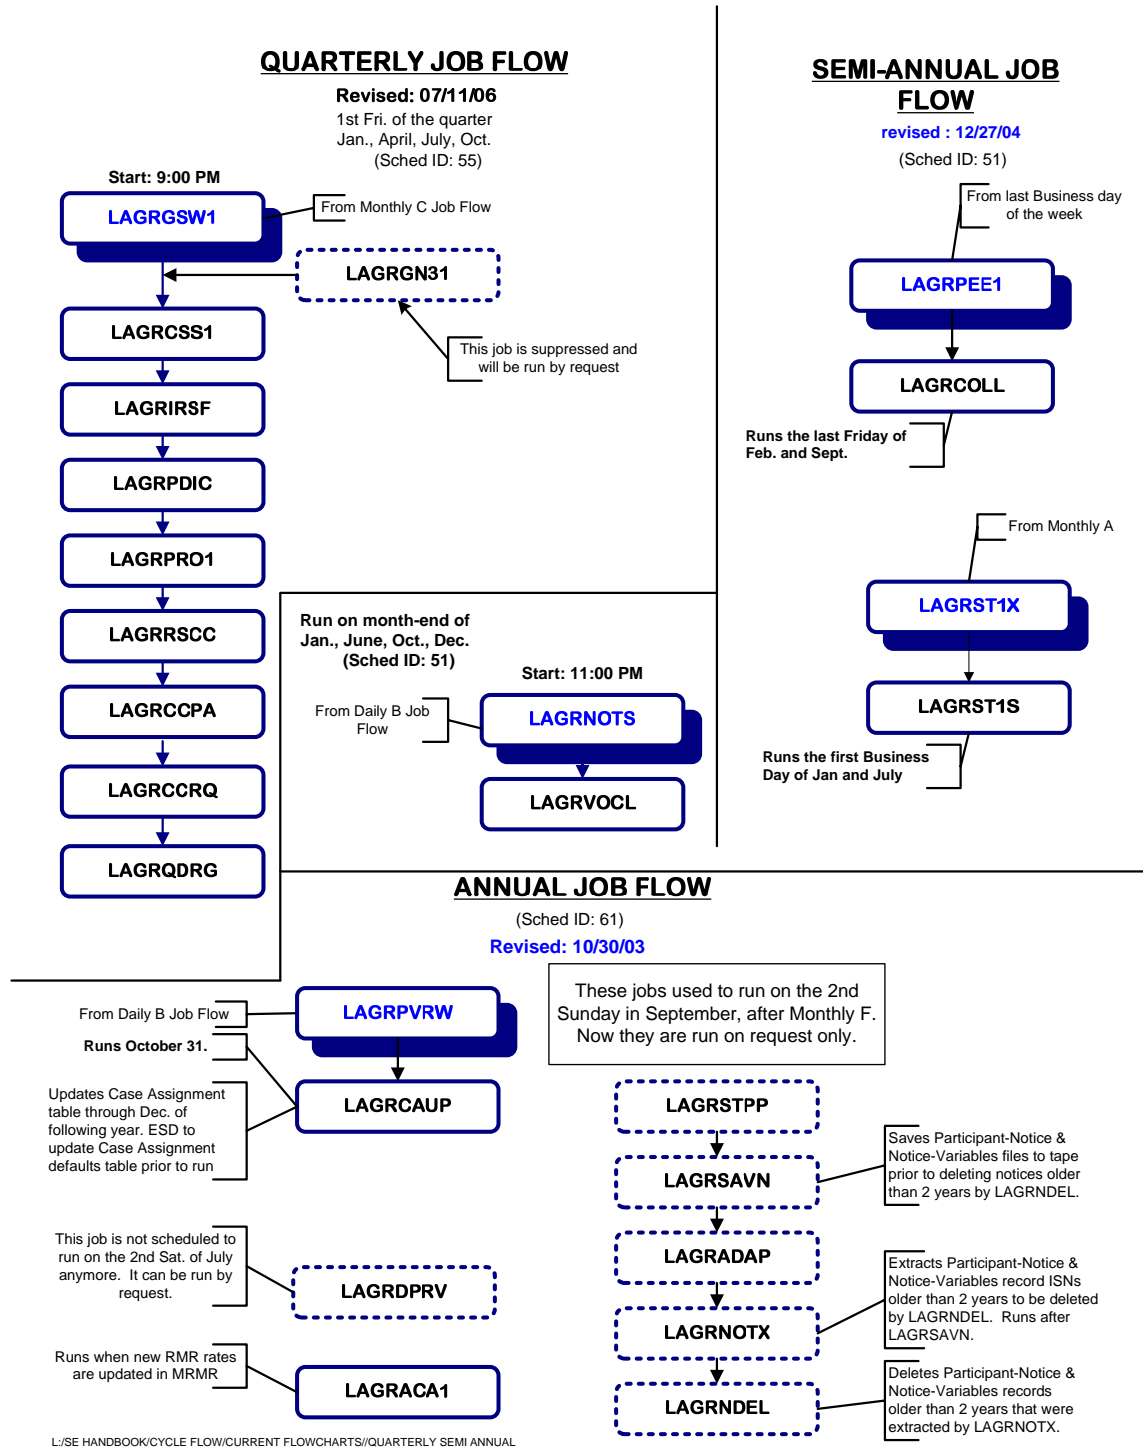 QUARTERLY JOB FLOW
Revised: 07/11/06
1st Fri. of the quarter
Jan., April, July, Oct.
(Sched ID: 55)
Start: 9:00 PM
LAGRGSW1
From Monthly C Job Flow
LAGRGN31
This job is suppressed and
will be run by request
LAGRCSS1
LAGRIRSF
LAGRPDIC
LAGRPRO1
LAGRRSCC
LAGRCCPA
LAGRCCRQ
LAGRQDRG
Run on month-end of
Jan., June, Oct., Dec.
(Sched ID: 51)
Start: 11:00 PM
From Daily B Job
Flow
LAGRNOTS
LAGRVOCL
SEMI-ANNUAL JOB
FLOW
revised : 12/27/04
(Sched ID: 51)
From last Business day
of the week
LAGRPEE1
LAGRCOLL
Runs the last Friday of
Feb. and Sept.
From Monthly A
LAGRST1X
LAGRST1S
Runs the first Business
Day of Jan and July
ANNUAL JOB FLOW
(Sched ID: 61)
Revised: 10/30/03
From Daily B Job Flow
LAGRPVRW
Runs October 31.
LAGRCAUP
Updates Case Assignment
table through Dec. of
following year. ESD to
update Case Assignment
defaults table prior to run
This job is not scheduled to
run on the 2nd Sat. of July
anymore.  It can be run by
request.
LAGRDPRV
Runs when new RMR rates
are updated in MRMR
LAGRACA1
These jobs used to run on the 2nd
Sunday in September, after Monthly F.
Now they are run on request only.
LAGRSTPP
LAGRSAVN
Saves Participant-Notice &
Notice-Variables files to tape
prior to deleting notices older
than 2 years by LAGRNDEL.
LAGRADAP
LAGRNOTX
Extracts Participant-Notice &
Notice-Variables record ISNs
older than 2 years to be deleted
by LAGRNDEL.  Runs after
LAGRSAVN.
LAGRNDEL
Deletes Participant-Notice &
Notice-Variables records
older than 2 years that were
extracted by LAGRNOTX.
L:/SE HANDBOOK/CYCLE FLOW/CURRENT FLOWCHARTS//QUARTERLY SEMI ANNUAL